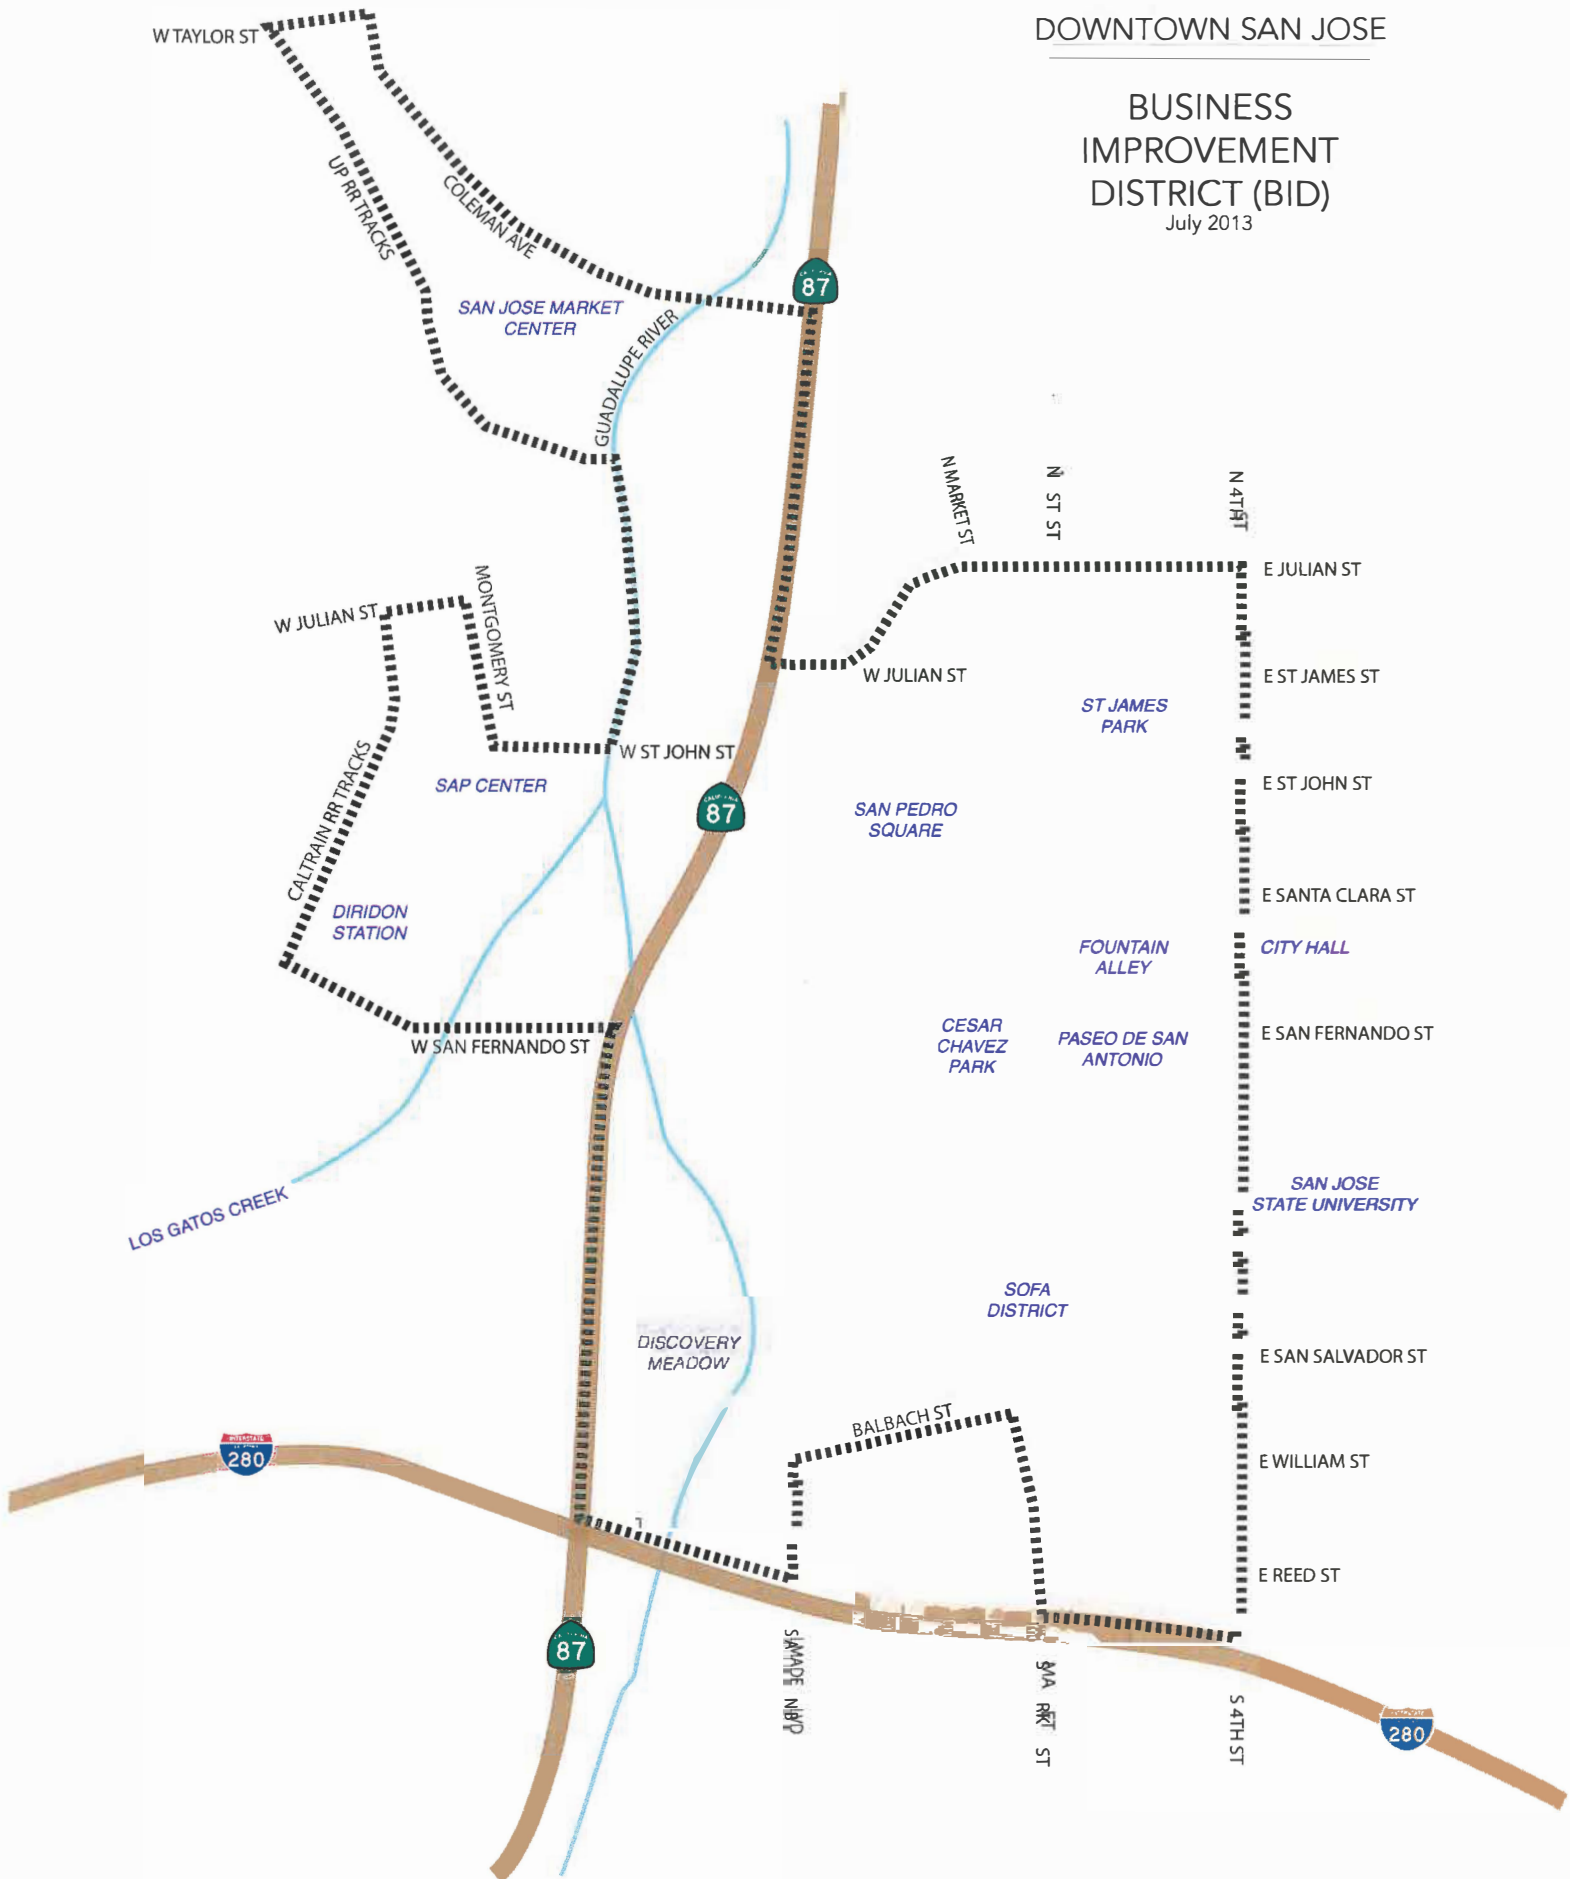 DOWNTOWN SAN JOSE
BUSINESS
IMPROVEMENT
DISTRICT (BID)
July 2013
W TAYLOR ST
UP RR TRACKS
COLEMAN AVE
SAN JOSE MARKET
CENTER
GUADALUPE RIVER
87
N MARKET ST
N ST ST
N 4TH ST
E JULIAN ST
W JULIAN ST
MONTGOMERY ST
W JULIAN ST
E ST JAMES ST
ST JAMES
PARK
W ST JOHN ST
CALTRAIN RR TRACKS
SAP CENTER
E ST JOHN ST
87
SAN PEDRO
SQUARE
E SANTA CLARA ST
DIRIDON
STATION
FOUNTAIN
ALLEY
CITY HALL
CESAR
CHAVEZ
PARK
PASEO DE SAN
ANTONIO
E SAN FERNANDO ST
W SAN FERNANDO ST
LOS GATOS CREEK
SAN JOSE
STATE UNIVERSITY
SOFA
DISTRICT
DISCOVERY
MEADOW
E SAN SALVADOR ST
BALBACH ST
INTERSTATE
280
E WILLIAM ST
E REED ST
87
S 4TH ST
280